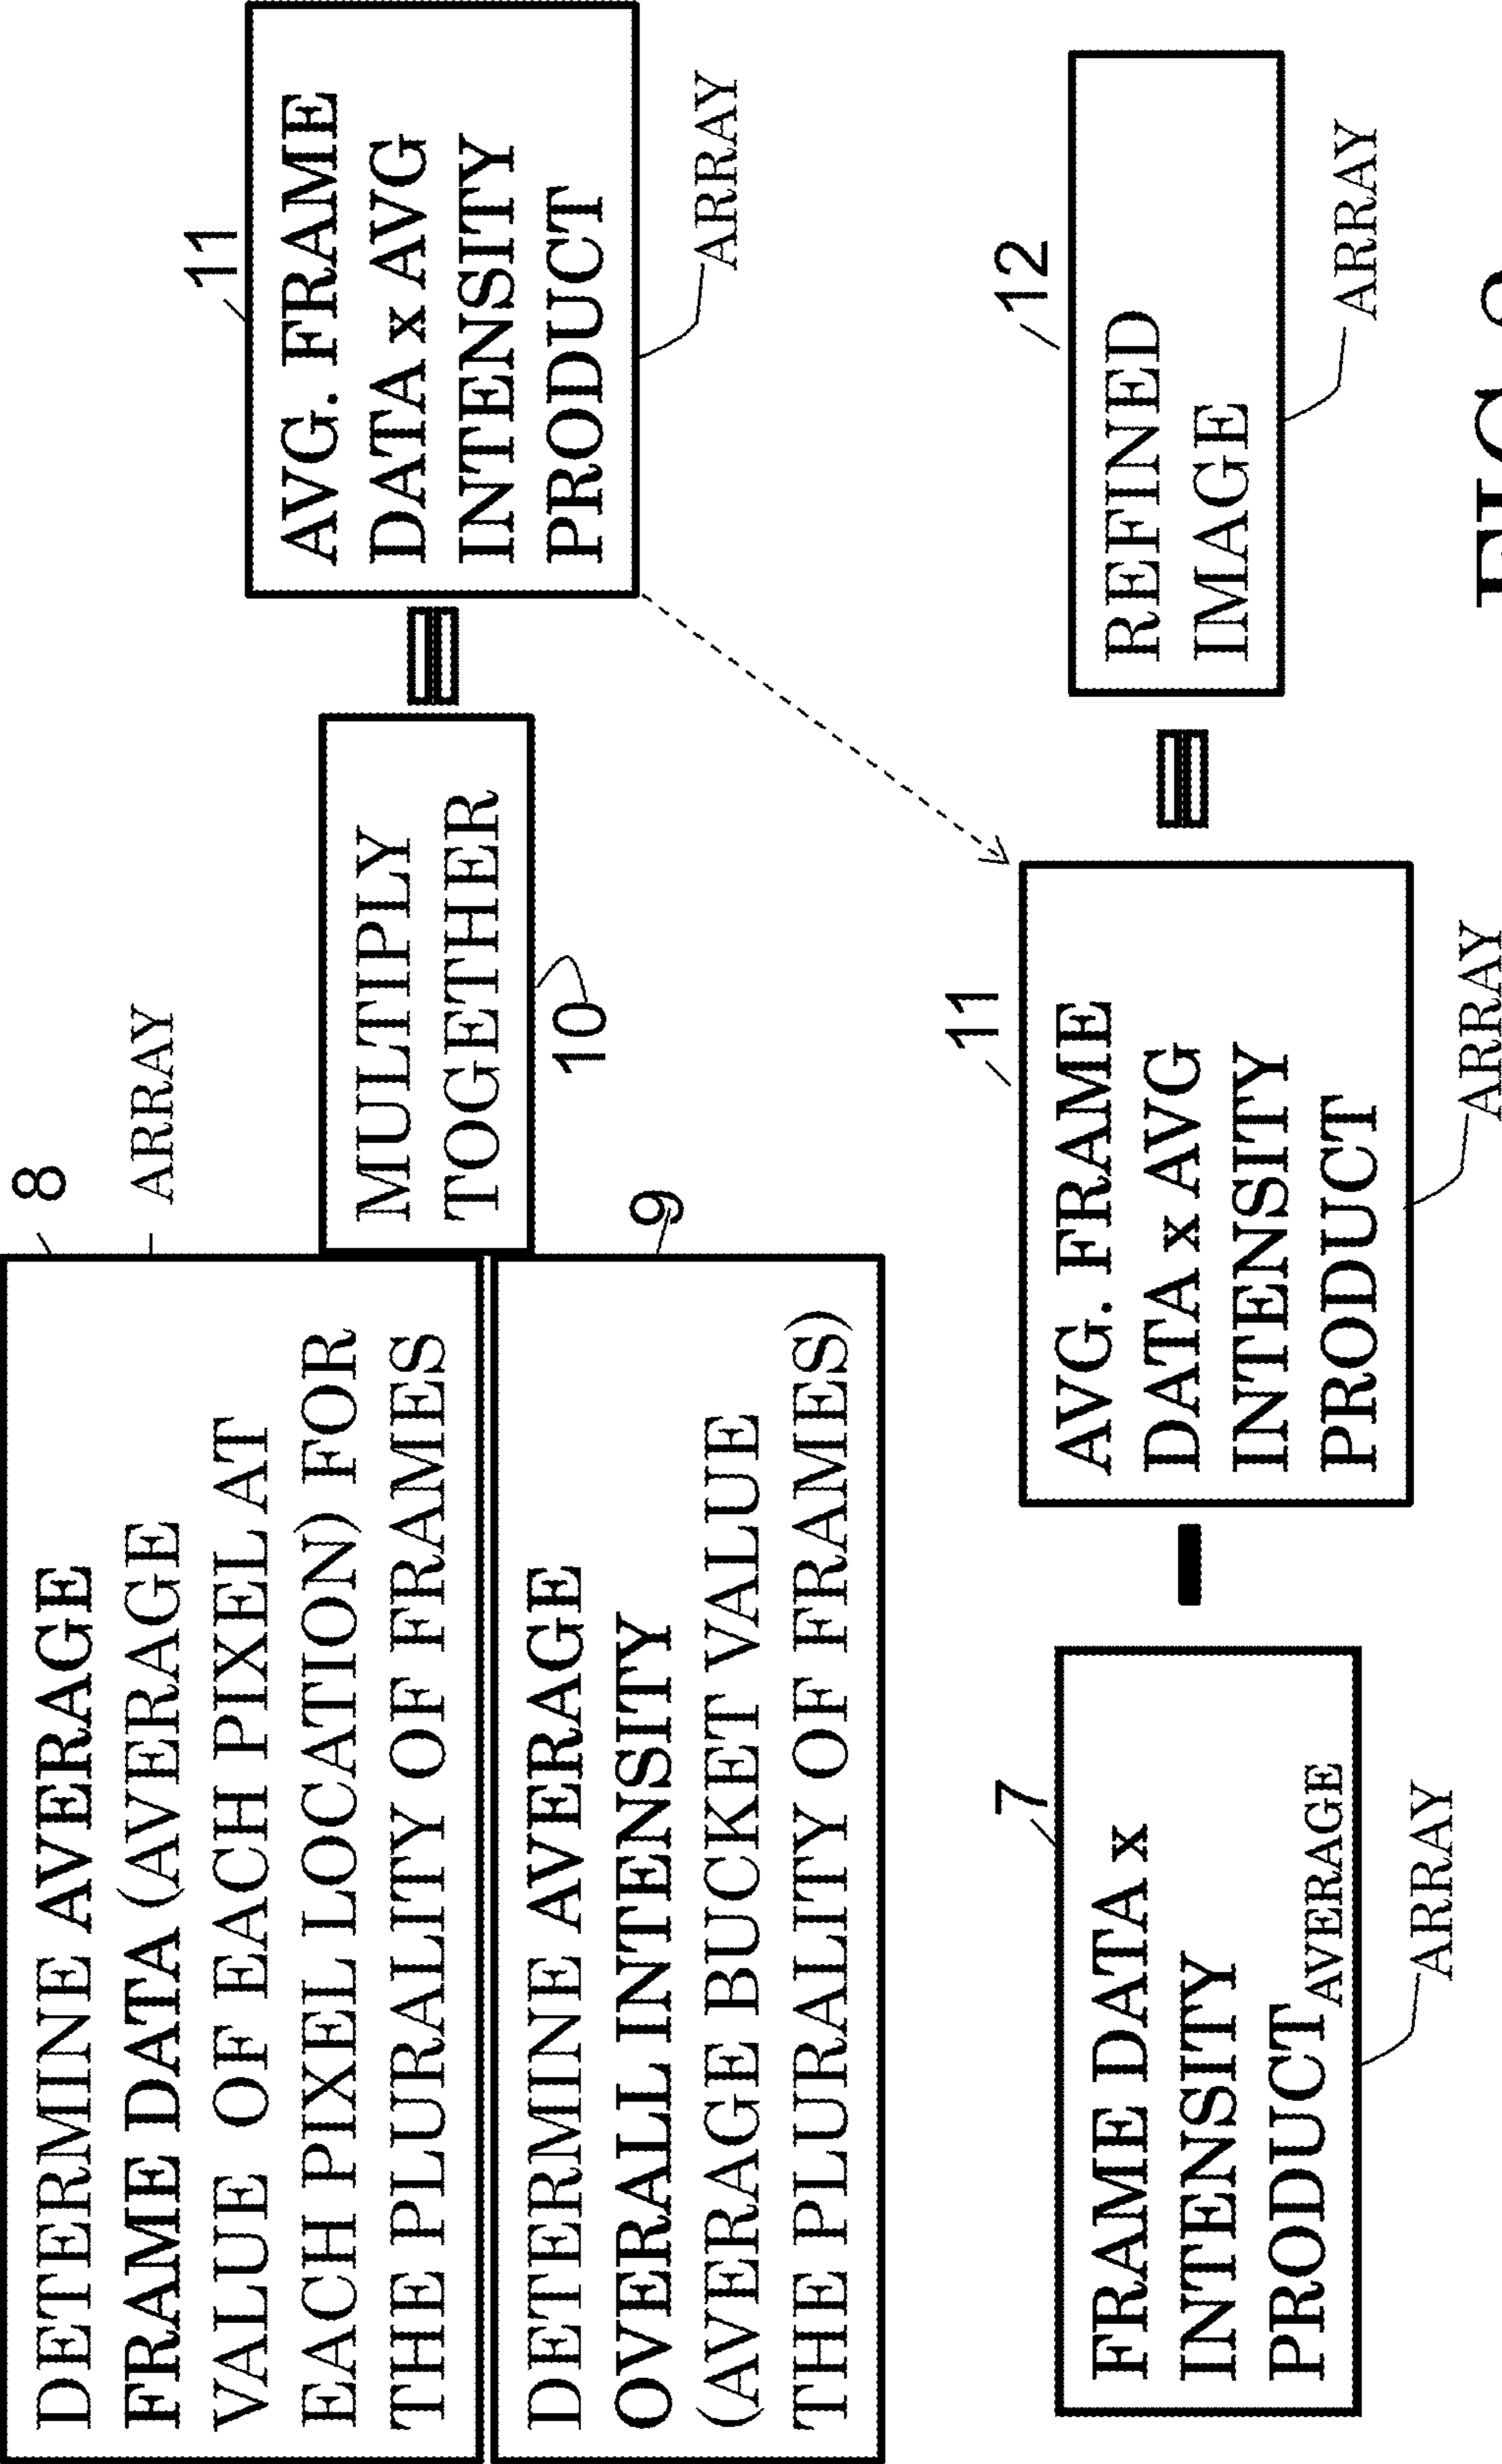 8
ARRAY
DETERMINE AVERAGE
FRAME DATA (AVERAGE
VALUE OF EACH PIXEL AT
EACH PIXEL LOCATION) FOR
THE PLURALITY OF FRAMES
9
DETERMINE AVERAGE
OVERALL INTENSITY
(AVERAGE BUCKET VALUE
THE PLURALITY OF FRAMES)
MULTIPLY
TOGETHER
10
=
11
AVG. FRAME
DATA x AVG
INTENSITY
PRODUCT
ARRAY
7
FRAME DATA x
INTENSITY
PRODUCT AVERAGE
ARRAY
-
11
AVG. FRAME
DATA x AVG
INTENSITY
PRODUCT
ARRAY
=
12
REFINED
IMAGE
ARRAY
FIG.